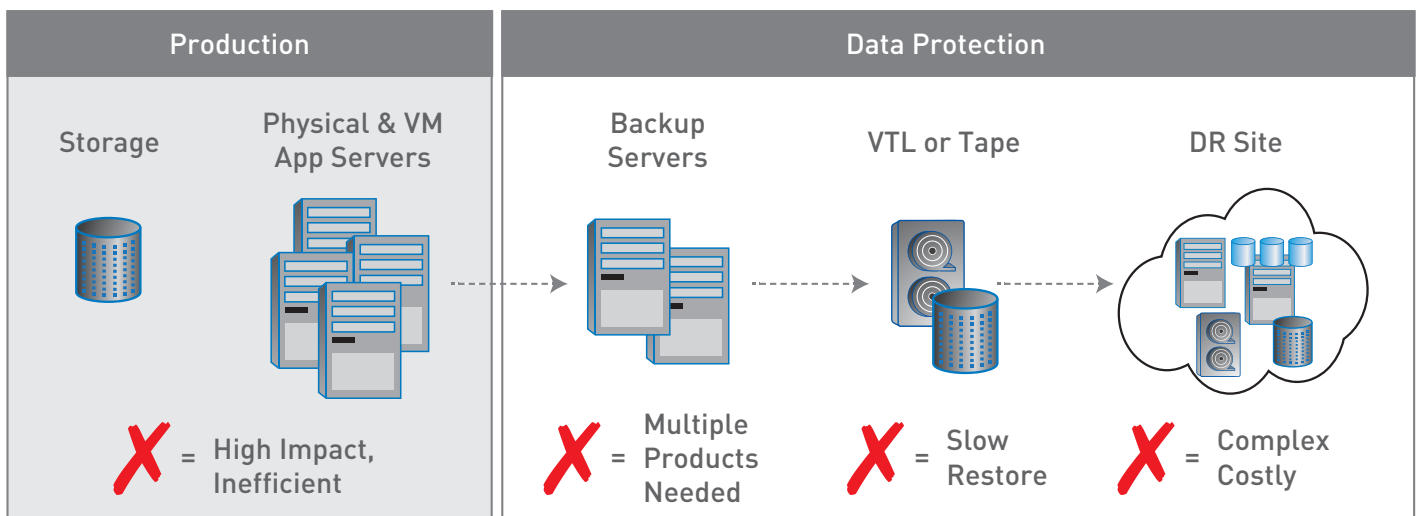 Production
Data Protection
Storage
Physical & VM
App Servers
Backup
Servers
VTL or Tape
DR Site
= High Impact,
Inefficient
= Multiple
Products
Needed
= Slow
Restore
= Complex
Costly